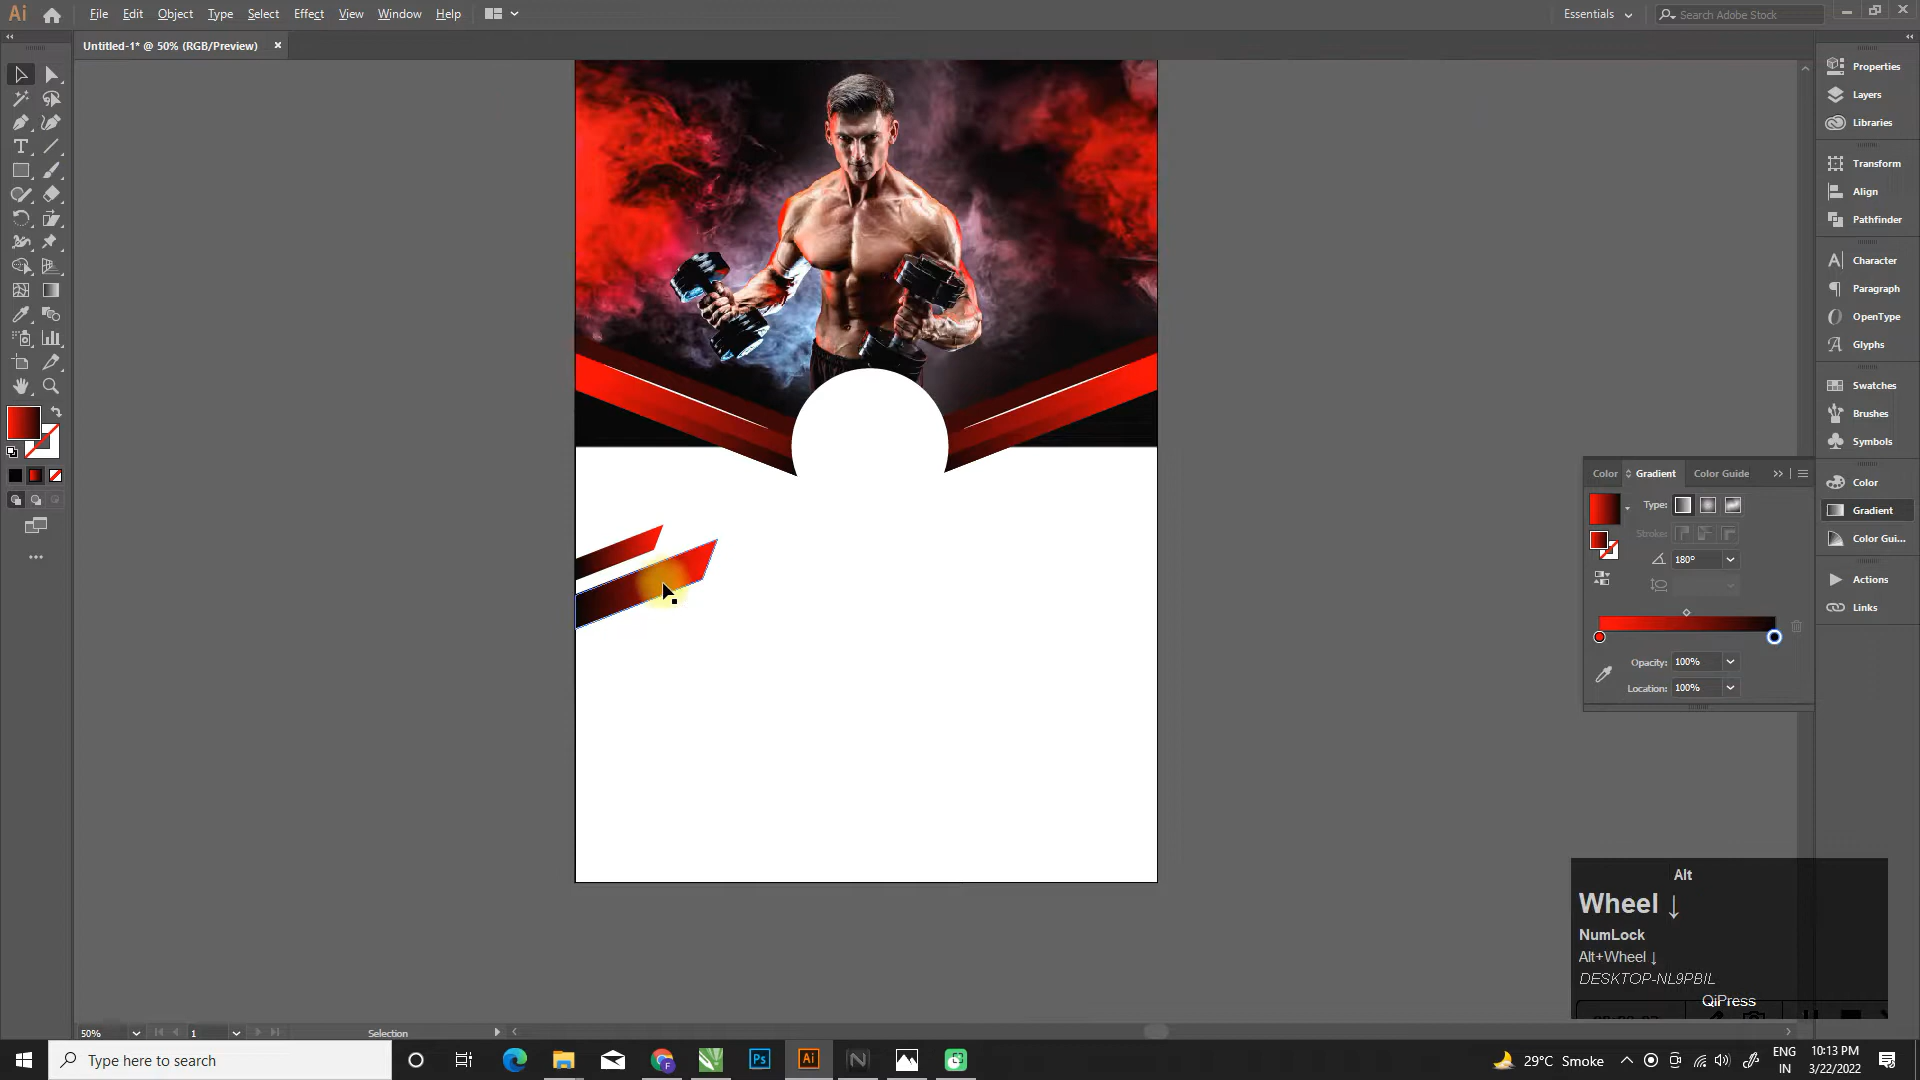 Ai File Edit Object Type Select Effect View Window Help Essentials Search Adobe Stock
Untitled-1* @ 50% (RGB/Preview) ×
Properties
Layers
Libraries
Transform
Align
Pathfinder
Character
Paragraph
OpenType
Glyphs
Swatches
Brushes
Symbols
Color
Gradient
Color Gui...
Actions
Links
Color Gradient Color Guide
Type:
Stroke:
180°
Opacity: 100%
Location: 100%
Alt
Wheel ↓
NumLock
Alt+Wheel ↓
DESKTOP-NL9PBIL
QiPress
50% 1 Selection
Type here to search
Ps Ai N
29°C Smoke
ENG
IN
10:13 PM
3/22/2022